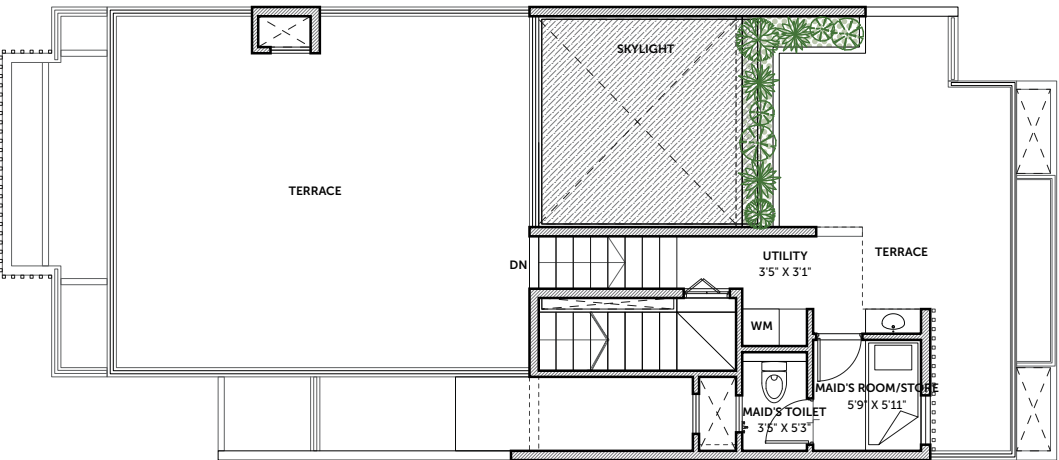 SKYLIGHT
TERRACE
DN
UTILITY
3'5" X 3'1"
TERRACE
WM
MAID'S ROOM/STORE
5'9" X 5'11"
MAID'S TOILET
3'5" X 5'3"